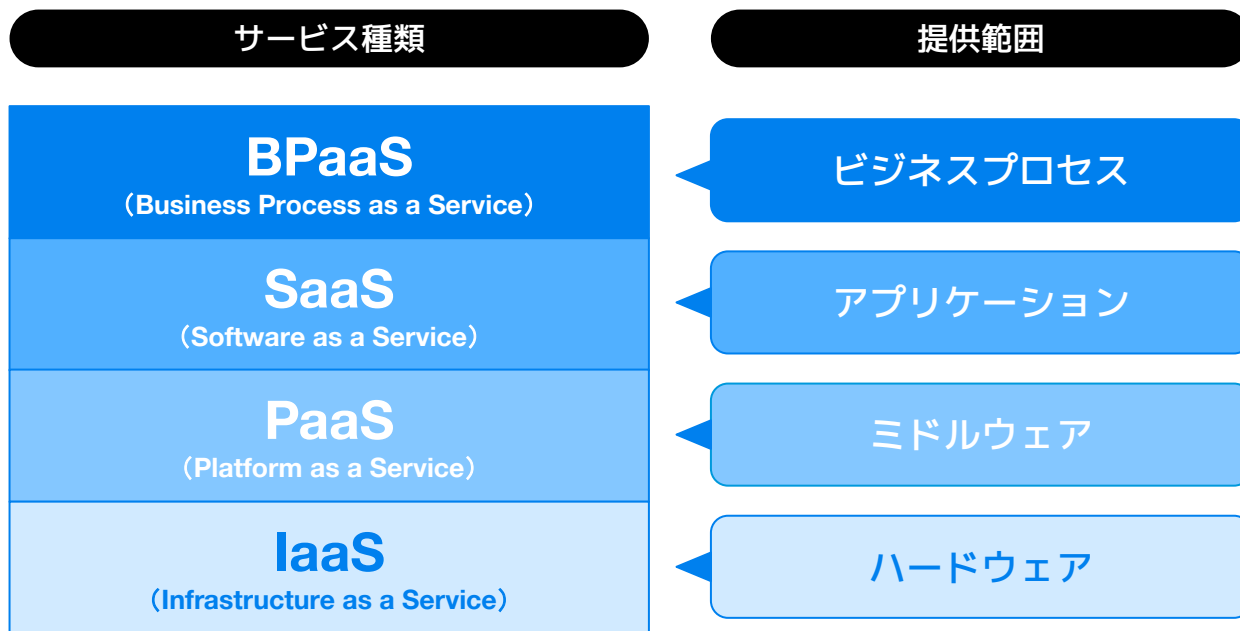 サービス種類
提供範囲
BPaaS
（Business Process as a Service）
ビジネスプロセス
SaaS
（Software as a Service）
アプリケーション
PaaS
（Platform as a Service）
ミドルウェア
IaaS
（Infrastructure as a Service）
ハードウェア